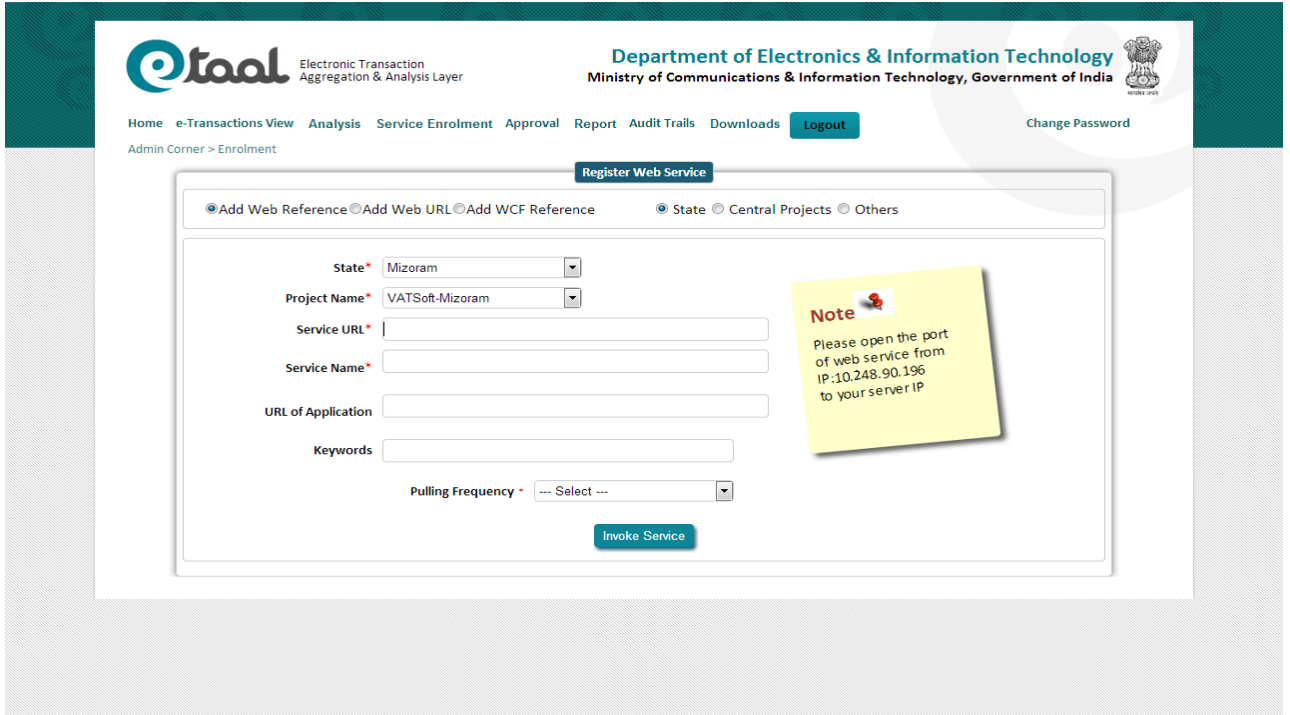 etaal
Electronic Transaction
Aggregation & Analysis Layer
Department of Electronics & Information Technology
Ministry of Communications & Information Technology, Government of India
सत्यमेव जयते
Home e-Transactions View Analysis Service Enrolment Approval Report Audit Trails Downloads Logout Change Password
Admin Corner > Enrolment
Register Web Service
Add Web Reference Add Web URL Add WCF Reference State Central Projects Others
State* Mizoram
Project Name* VATSoft-Mizoram
Service URL*
Service Name*
URL of Application
Keywords
Pulling Frequency * --- Select ---
Invoke Service
Note
Please open the port
of web service from
IP:10.248.90.196
to your server IP